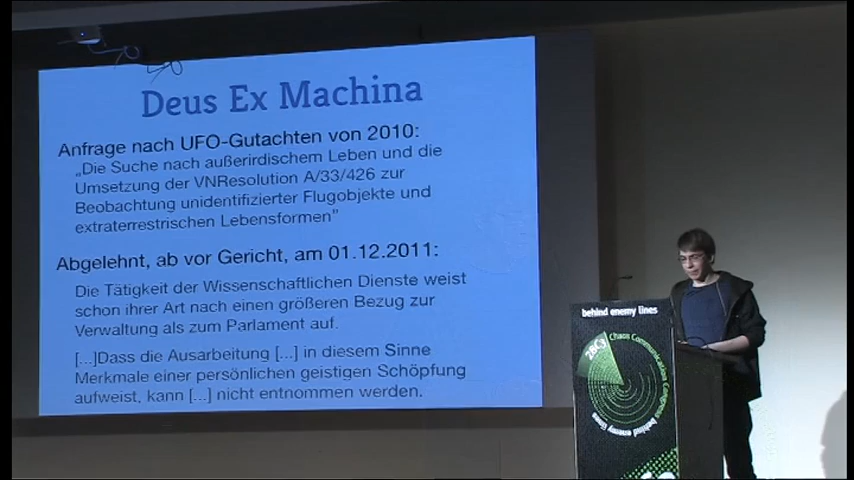 Deus Ex Machina
Anfrage nach UFO-Gutachten von 2010:
„Die Suche nach außerirdischem Leben und die
Umsetzung der VNResolution A/33/426 zur
Beobachtung unidentifizierter Flugobjekte und
extraterrestrischen Lebensformen"
Abgelehnt, ab vor Gericht, am 01.12.2011:
Die Tätigkeit der Wissenschaftlichen Dienste weist
schon ihrer Art nach einen größeren Bezug zur
Verwaltung als zum Parlament auf.
[...]Dass die Ausarbeitung [...] in diesem Sinne
Merkmale einer persönlichen geistigen Schöpfung
aufweist, kann [...] nicht entnommen werden.
behind enemy lines
28C3
Chaos Communication Congress
behind enemy lines